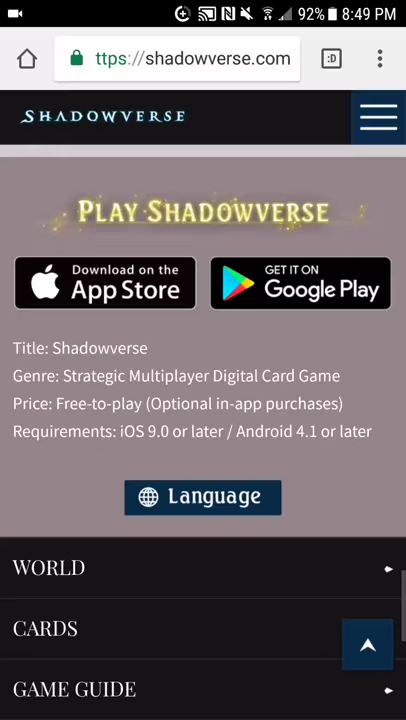 92% 8:49 PM
ttps://shadowverse.com
:D
SHADOWVERSE
PLAY SHADOWVERSE
Download on the
App Store
GET IT ON
Google Play
Title: Shadowverse
Genre: Strategic Multiplayer Digital Card Game
Price: Free-to-play (Optional in-app purchases)
Requirements: iOS 9.0 or later / Android 4.1 or later
Language
WORLD
CARDS
GAME GUIDE